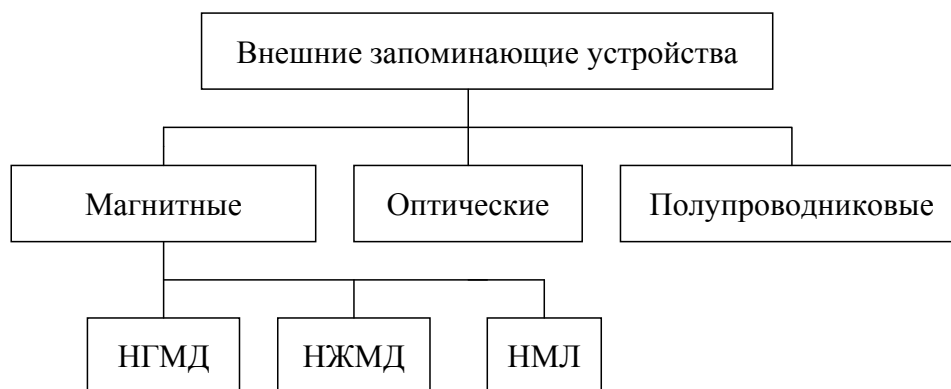 Внешние запоминающие устройства
Магнитные
Оптические
Полупроводниковые
НГМД
НЖМД
НМЛ